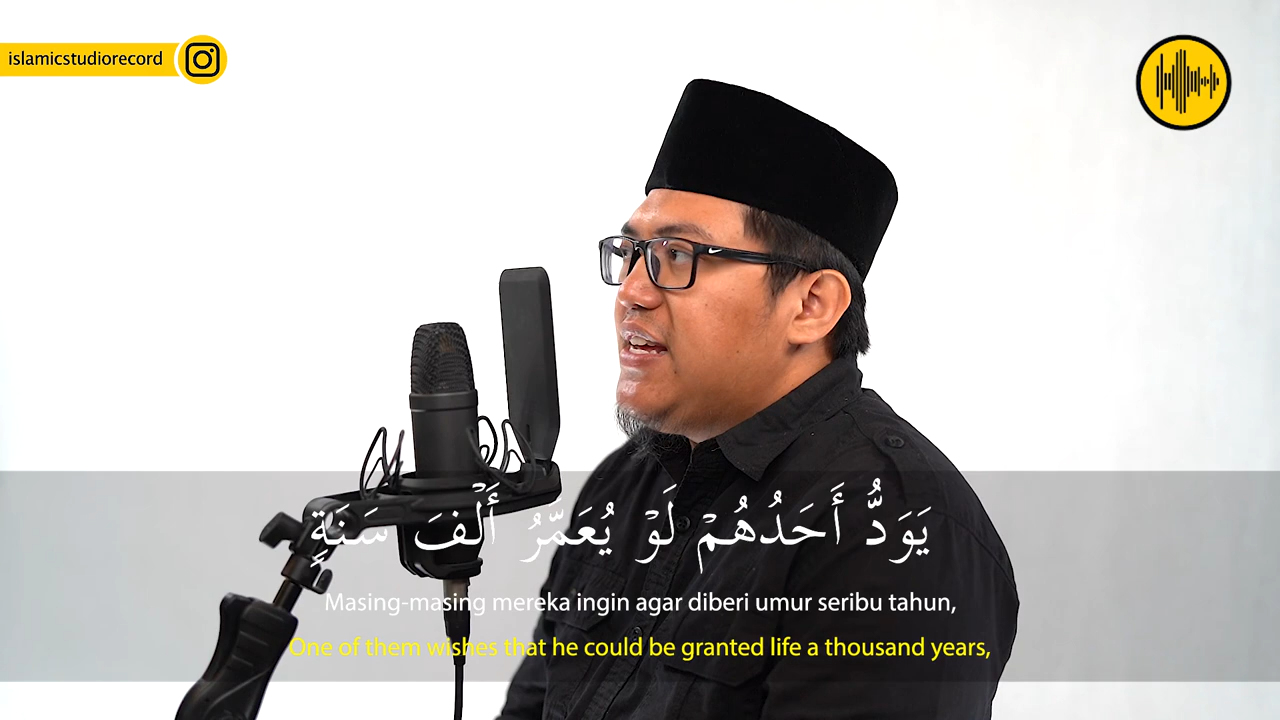 islamicstudiorecord
يَوَدُّ أَحَدُهُمْ لَوْ يُعَمَّرُ أَلْفَ سَنَةٍ
Masing-masing mereka ingin agar diberi umur seribu tahun,
One of them wishes that he could be granted life a thousand years,